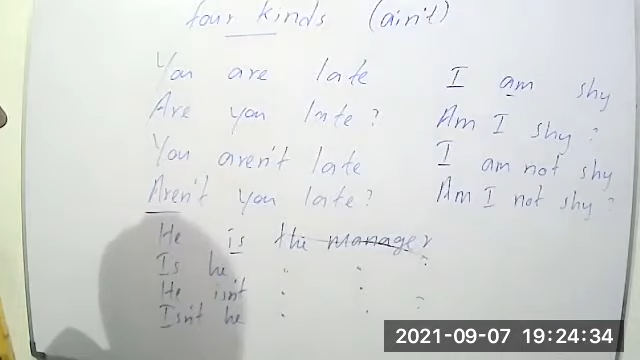 four kinds (ain't)
You are late
Are you late?
You aren't late
Aren't you late?
He is the manager
Is he " " ?
He isn't " "
Isn't he " " ?
I am shy
Am I shy?
I am not shy
Am I not shy?
2021-09-07 19:24:34